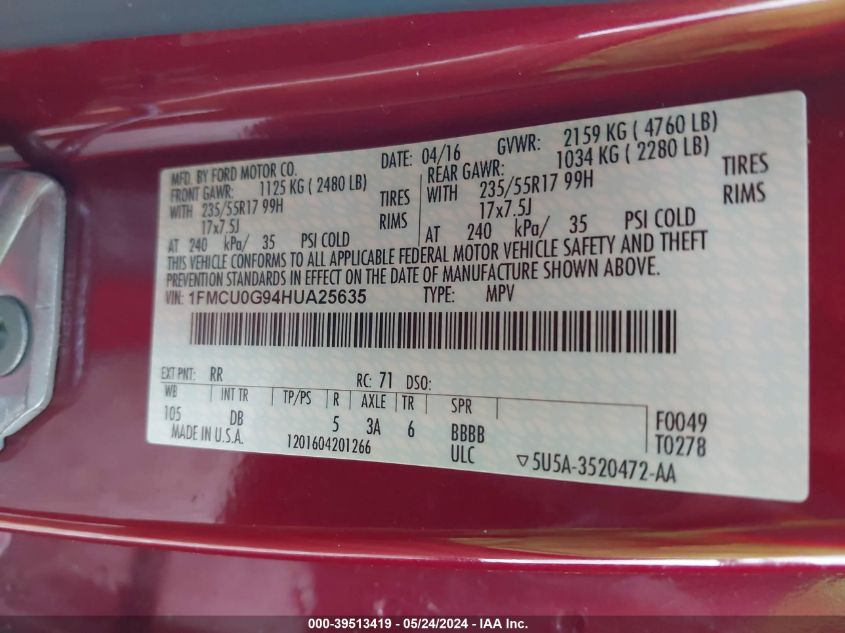 MFD. BY FORD MOTOR CO. DATE: 04/16 GVWR: 2159 KG ( 4760 LB)
FRONT GAWR: 1125 KG ( 2480 LB) REAR GAWR: 1034 KG ( 2280 LB)
WITH 235/55R17 99H TIRES WITH 235/55R17 99H TIRES
17x7.5J RIMS 17x7.5J RIMS
AT 240 kPa/ 35 PSI COLD AT 240 kPa/ 35 PSI COLD
THIS VEHICLE CONFORMS TO ALL APPLICABLE FEDERAL MOTOR VEHICLE SAFETY AND THEFT
PREVENTION STANDARDS IN EFFECT ON THE DATE OF MANUFACTURE SHOWN ABOVE.
VIN: 1FMCU0G94HUA25635 TYPE: MPV
EXT PNT: RR RC: 71 DSO:
WB INT TR TP/PS R AXLE TR SPR
105 DB 5 3A 6 BBBB F0049
MADE IN U.S.A. 1201604201266 ULC T0278
▽5U5A-3520472-AA
000-39513419 - 05/24/2024 - IAA Inc.